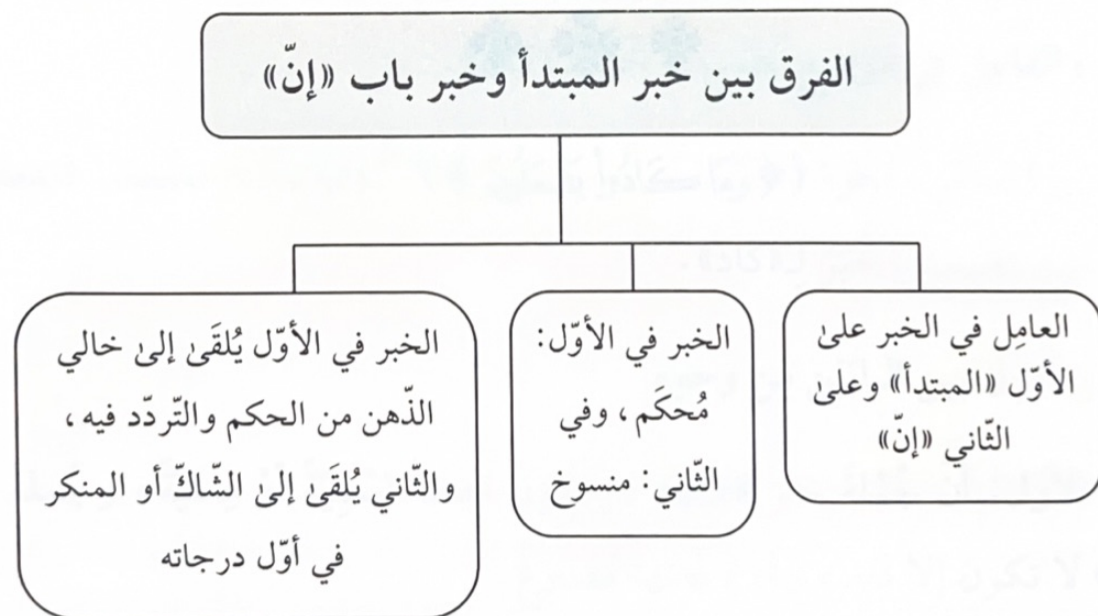 الفرق بين خبر المبتدأ وخبر باب «إنّ»
العامِل في الخبر علىٰ
الأوّل «المبتدأ» وعلىٰ
الثّاني «إنّ»
الخبر في الأوّل:
مُحكَم، وفي
الثّاني: منسوخ
الخبر في الأوّل يُلقَىٰ إلىٰ خالي
الذّهن من الحكم والتّردّد فيه،
والثّاني يُلقَىٰ إلىٰ الشّاكّ أو المنكر
في أوّل درجاته